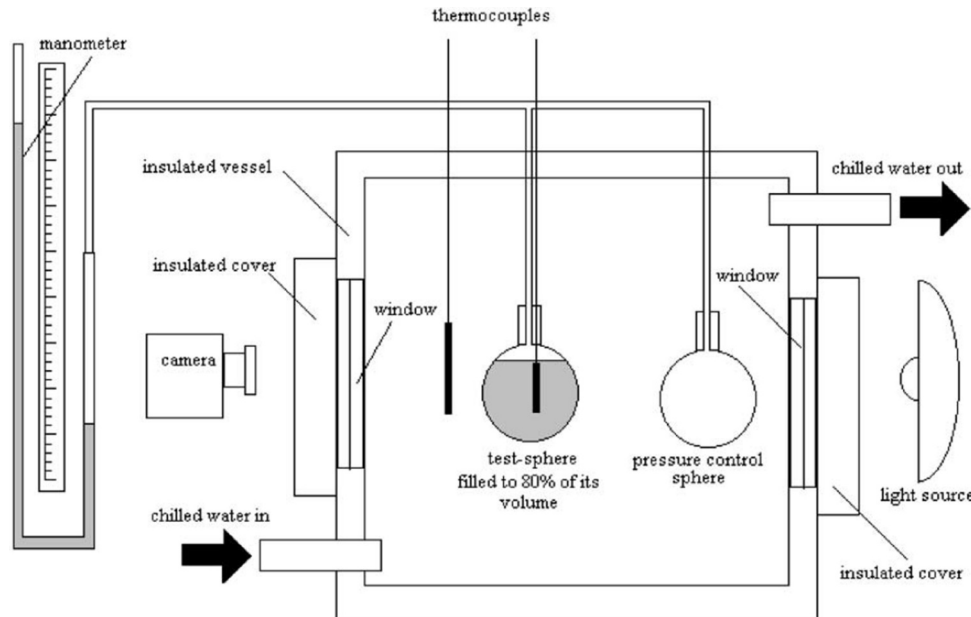 thermocouples
manometer
insulated vessel
chilled water out
insulated cover
window
window
camera
test-sphere
filled to 80% of its
volume
pressure control
sphere
light source
chilled water in
insulated cover